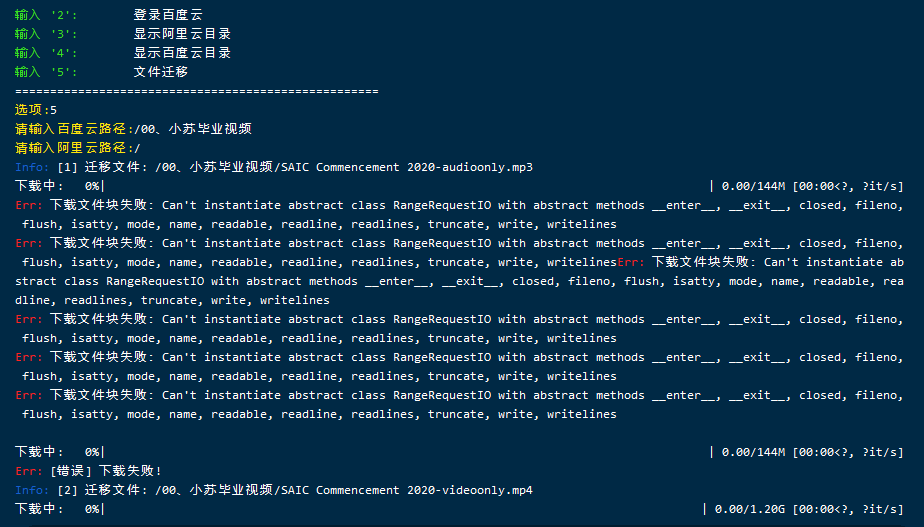 输入 '2':        登录百度云
输入 '3':        显示阿里云目录
输入 '4':        显示百度云目录
输入 '5':        文件迁移
====================================================
选项:5
请输入百度云路径:/00、小苏毕业视频
请输入阿里云路径:/
Info: [1] 迁移文件: /00、小苏毕业视频/SAIC Commencement 2020-audioonly.mp3
下载中:   0%|                                                                                      | 0.00/144M [00:00<?, ?it/s]
Err: 下载文件块失败: Can't instantiate abstract class RangeRequestIO with abstract methods __enter__, __exit__, closed, fileno,
flush, isatty, mode, name, readable, readline, readlines, truncate, write, writelines
Err: 下载文件块失败: Can't instantiate abstract class RangeRequestIO with abstract methods __enter__, __exit__, closed, fileno,
flush, isatty, mode, name, readable, readline, readlines, truncate, write, writelinesErr: 下载文件块失败: Can't instantiate ab
stract class RangeRequestIO with abstract methods __enter__, __exit__, closed, fileno, flush, isatty, mode, name, readable, rea
dline, readlines, truncate, write, writelines
Err: 下载文件块失败: Can't instantiate abstract class RangeRequestIO with abstract methods __enter__, __exit__, closed, fileno,
flush, isatty, mode, name, readable, readline, readlines, truncate, write, writelines
Err: 下载文件块失败: Can't instantiate abstract class RangeRequestIO with abstract methods __enter__, __exit__, closed, fileno,
flush, isatty, mode, name, readable, readline, readlines, truncate, write, writelines
Err: 下载文件块失败: Can't instantiate abstract class RangeRequestIO with abstract methods __enter__, __exit__, closed, fileno,
flush, isatty, mode, name, readable, readline, readlines, truncate, write, writelines
下载中:   0%|                                                                                      | 0.00/144M [00:00<?, ?it/s]
Err: [错误] 下载失败!
Info: [2] 迁移文件: /00、小苏毕业视频/SAIC Commencement 2020-videoonly.mp4
下载中:   0%|                                                                                     | 0.00/1.20G [00:00<?, ?it/s]